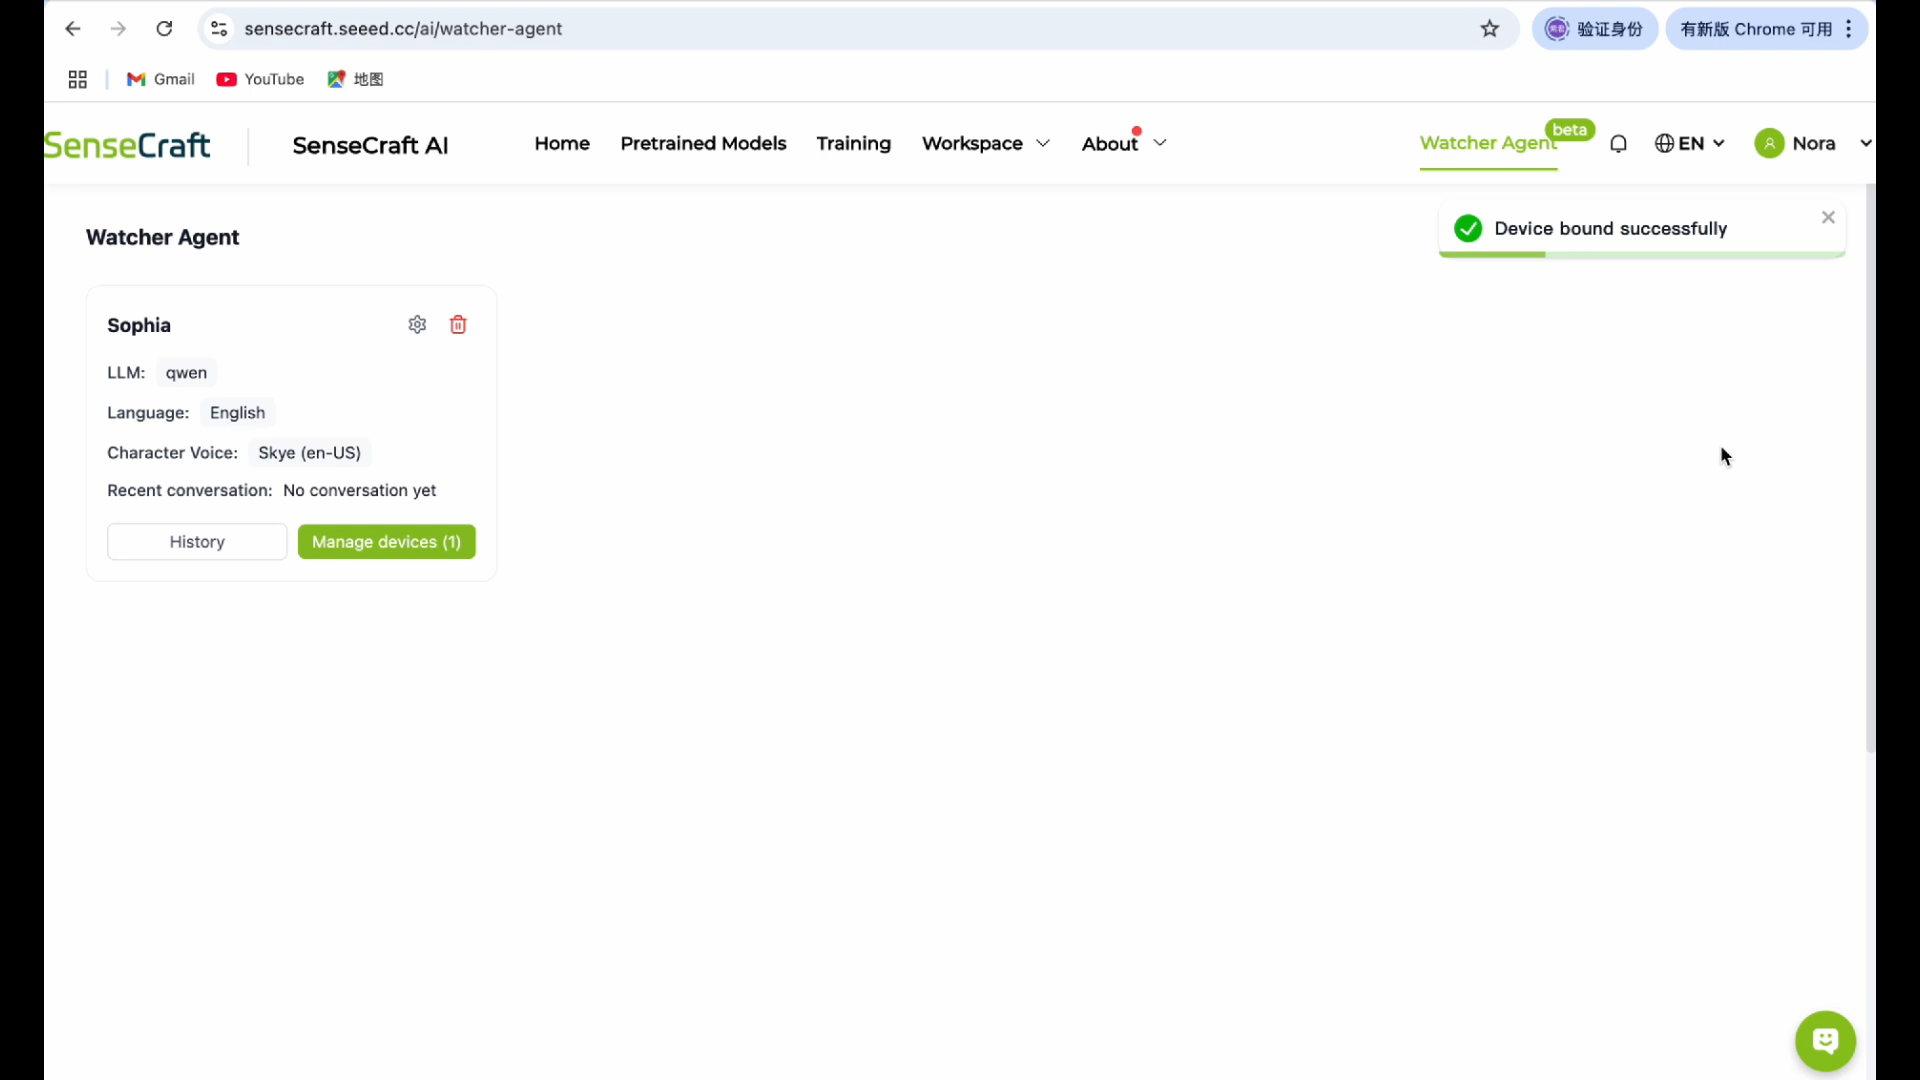 sensecraft.seeed.cc/ai/watcher-agent
验证身份
有新版 Chrome 可用
Gmail
YouTube
地图
SenseCraft
SenseCraft AI
Home
Pretrained Models
Training
Workspace
About
Watcher Agent
beta
EN
Nora
Watcher Agent
Device bound successfully
Sophia
LLM: qwen
Language: English
Character Voice: Skye (en-US)
Recent conversation: No conversation yet
History
Manage devices (1)